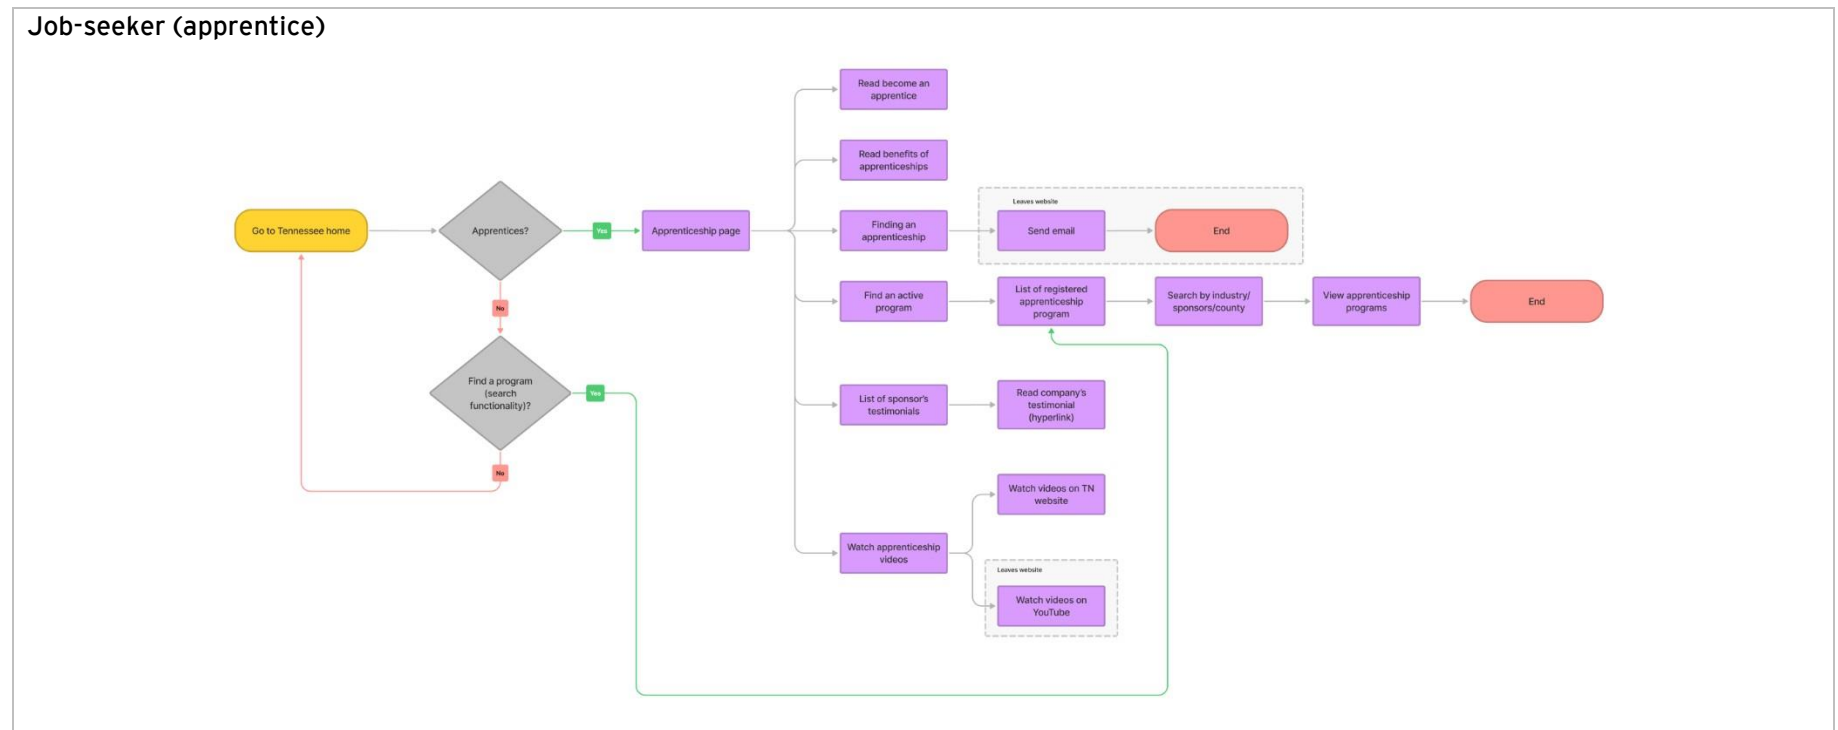 Job-seeker (apprentice)
Read become an
apprentice
Read benefits of
apprenticeships
Leaves website
Go to Tennessee home
Apprentices?
Yes
Apprenticeship page
Finding an
apprenticeship
Send email
End
No
Find an active
program
List of registered
apprenticeship
program
Search by industry/
sponsors/county
View apprenticeship
programs
End
Find a program
(search
functionality)?
Yes
List of sponsor's
testimonials
Read company's
testimonial
(hyperlink)
No
Watch videos on TN
website
Watch apprenticeship
videos
Leaves website
Watch videos on
YouTube